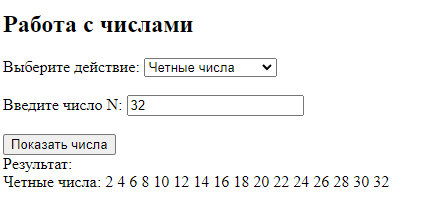 Работа с числами
Выберите действие: Четные числа
Введите число N: 32
Показать числа
Результат:
Четные числа: 2 4 6 8 10 12 14 16 18 20 22 24 26 28 30 32